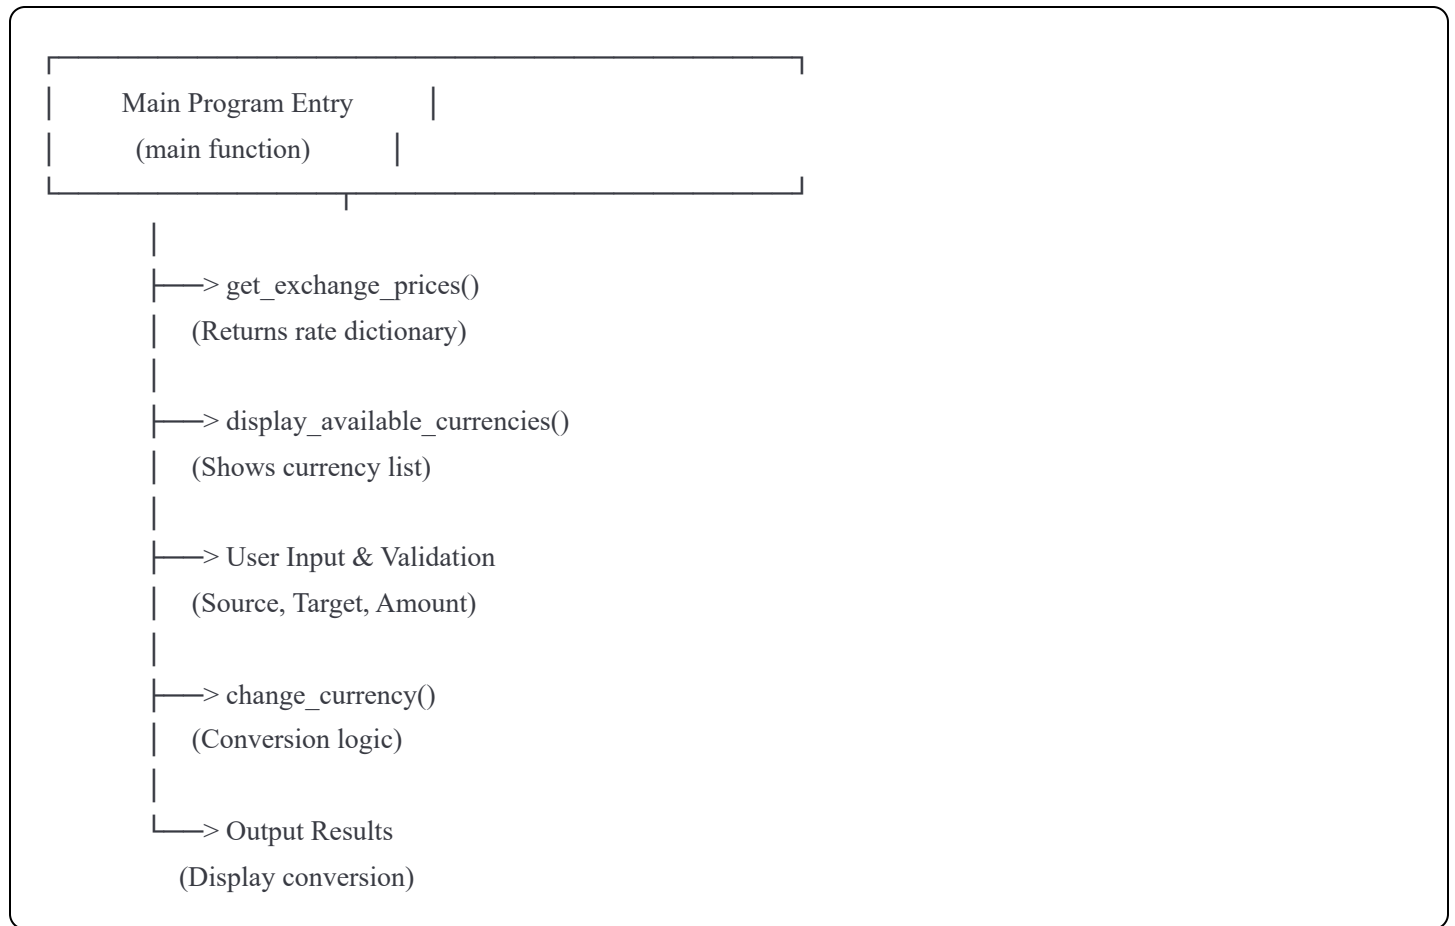 Main Program Entry
(main function)
> get_exchange_prices()
(Returns rate dictionary)
> display_available_currencies()
(Shows currency list)
> User Input & Validation
(Source, Target, Amount)
> change_currency()
(Conversion logic)
> Output Results
(Display conversion)